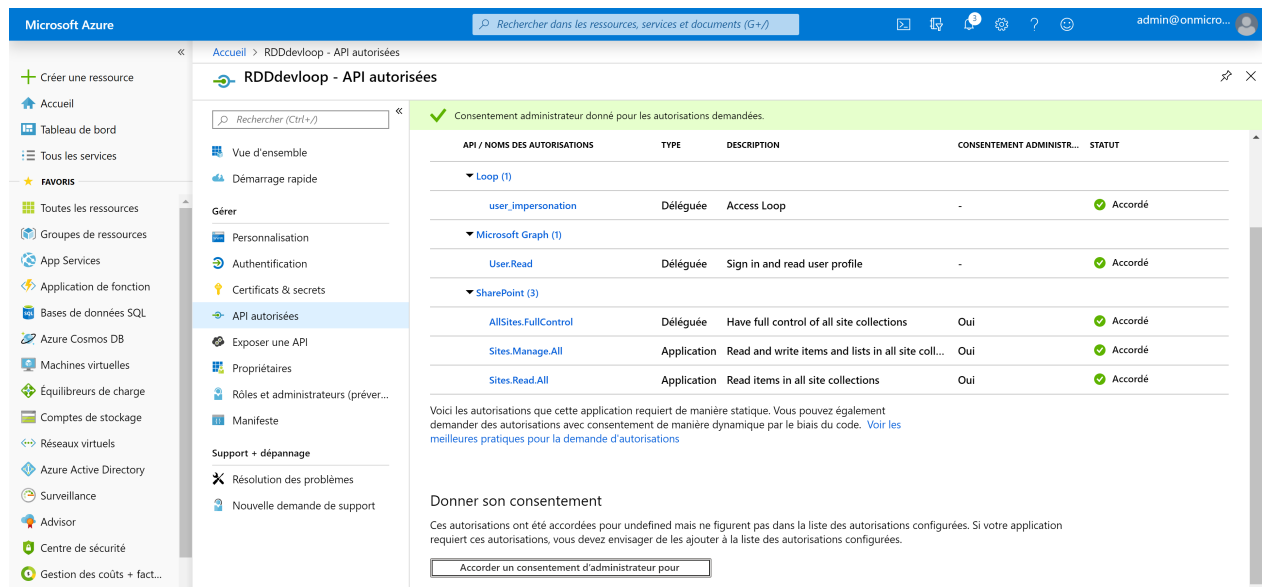 Microsoft Azure
Rechercher dans les ressources, services et documents (G+/)
3
admin@onmicro...
«
Créer une ressource
Accueil
Tableau de bord
Tous les services
FAVORIS
Toutes les ressources
Groupes de ressources
App Services
Application de fonction
Bases de données SQL
Azure Cosmos DB
Machines virtuelles
Équilibreurs de charge
Comptes de stockage
Réseaux virtuels
Azure Active Directory
Surveillance
Advisor
Centre de sécurité
Gestion des coûts + fact...
Accueil > RDDdevloop - API autorisées
RDDdevloop - API autorisées
Rechercher (Ctrl+/)
«
Vue d'ensemble
Démarrage rapide
Gérer
Personnalisation
Authentification
Certificats & secrets
API autorisées
Exposer une API
Propriétaires
Rôles et administrateurs (préver...
Manifeste
Support + dépannage
Résolution des problèmes
Nouvelle demande de support
Consentement administrateur donné pour les autorisations demandées.
API / NOMS DES AUTORISATIONS TYPE DESCRIPTION CONSENTEMENT ADMINISTR... STATUT
Loop (1)
user_impersonation Déléguée Access Loop - Accordé
Microsoft Graph (1)
User.Read Déléguée Sign in and read user profile - Accordé
SharePoint (3)
AllSites.FullControl Déléguée Have full control of all site collections Oui Accordé
Sites.Manage.All Application Read and write items and lists in all site coll... Oui Accordé
Sites.Read.All Application Read items in all site collections Oui Accordé
Voici les autorisations que cette application requiert de manière statique. Vous pouvez également
demander des autorisations avec consentement de manière dynamique par le biais du code. Voir les
meilleures pratiques pour la demande d'autorisations
Donner son consentement
Ces autorisations ont été accordées pour undefined mais ne figurent pas dans la liste des autorisations configurées. Si votre application
requiert ces autorisations, vous devez envisager de les ajouter à la liste des autorisations configurées.
Accorder un consentement d'administrateur pour